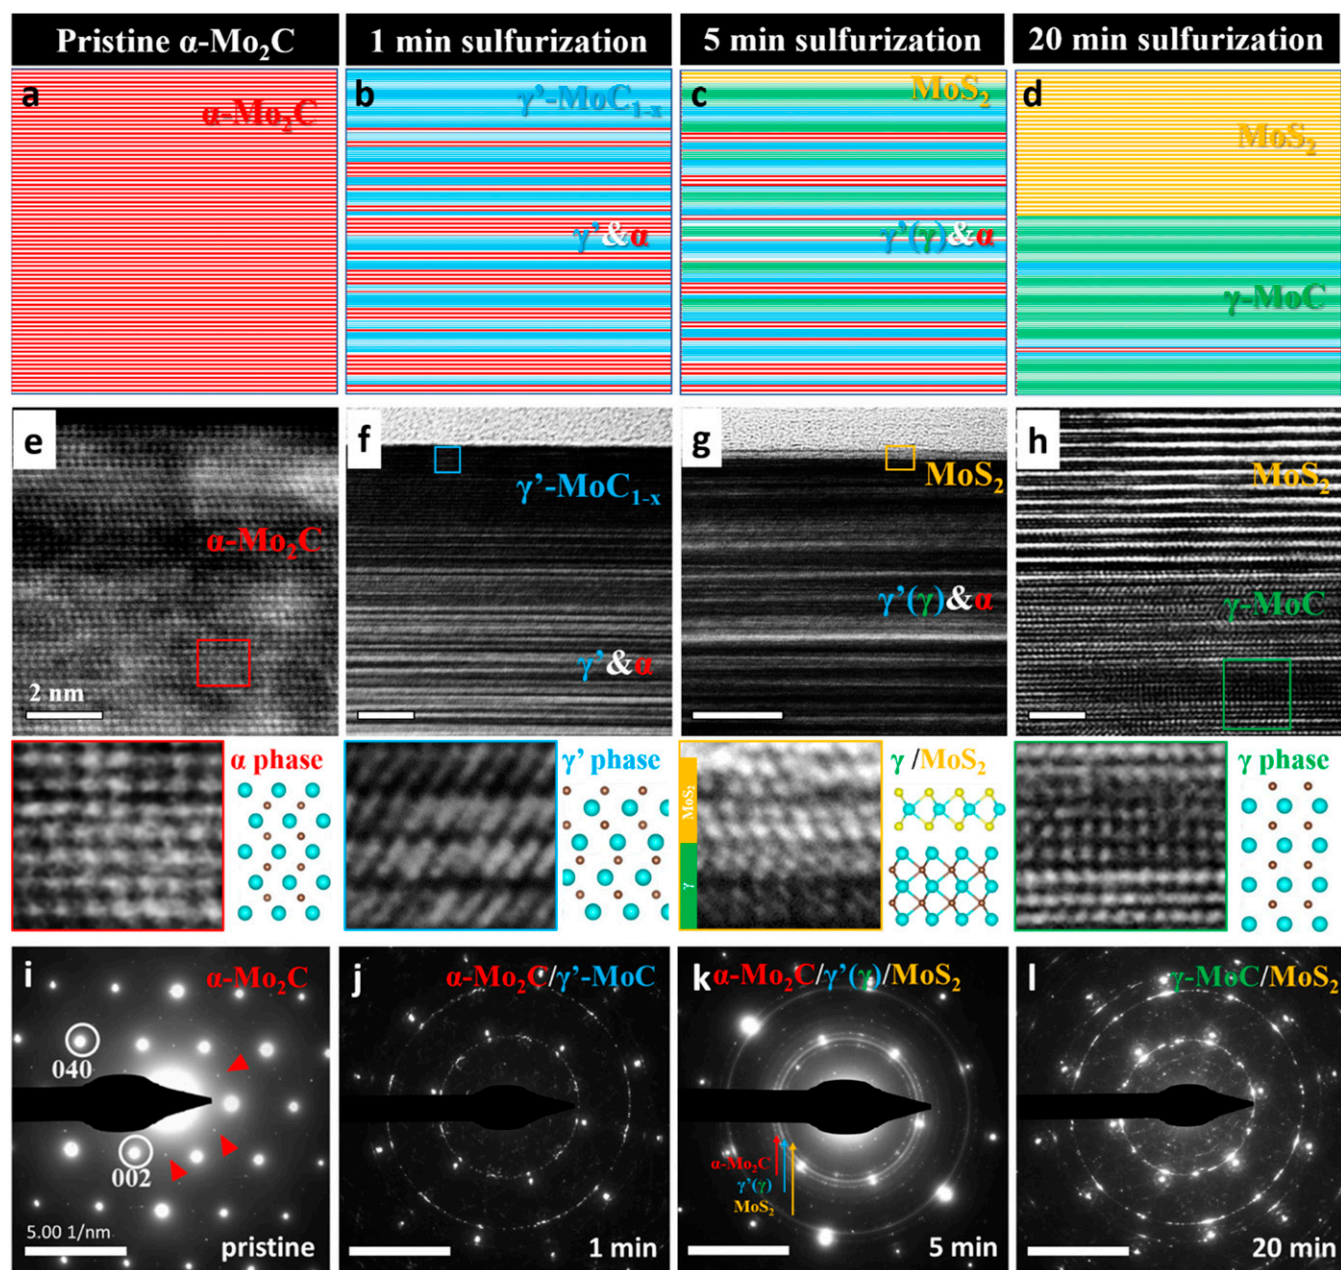 Pristine α-Mo₂C
1 min sulfurization
5 min sulfurization
20 min sulfurization
a
α-Mo₂C
b
γ'-MoC₁₋ₓ
γ'&α
c
MoS₂
γ'(γ)&α
d
MoS₂
γ-MoC
e
α-Mo₂C
2 nm
f
γ'-MoC₁₋ₓ
γ'&α
g
MoS₂
γ'(γ)&α
h
MoS₂
γ-MoC
α phase
γ' phase
MoS₂
γ
γ /MoS₂
γ phase
i
α-Mo₂C
040
002
5.00 1/nm
pristine
j
α-Mo₂C/γ'-MoC
1 min
k
α-Mo₂C/γ'(γ)/MoS₂
α-Mo₂C
γ'(γ)
MoS₂
5 min
l
γ-MoC/MoS₂
20 min